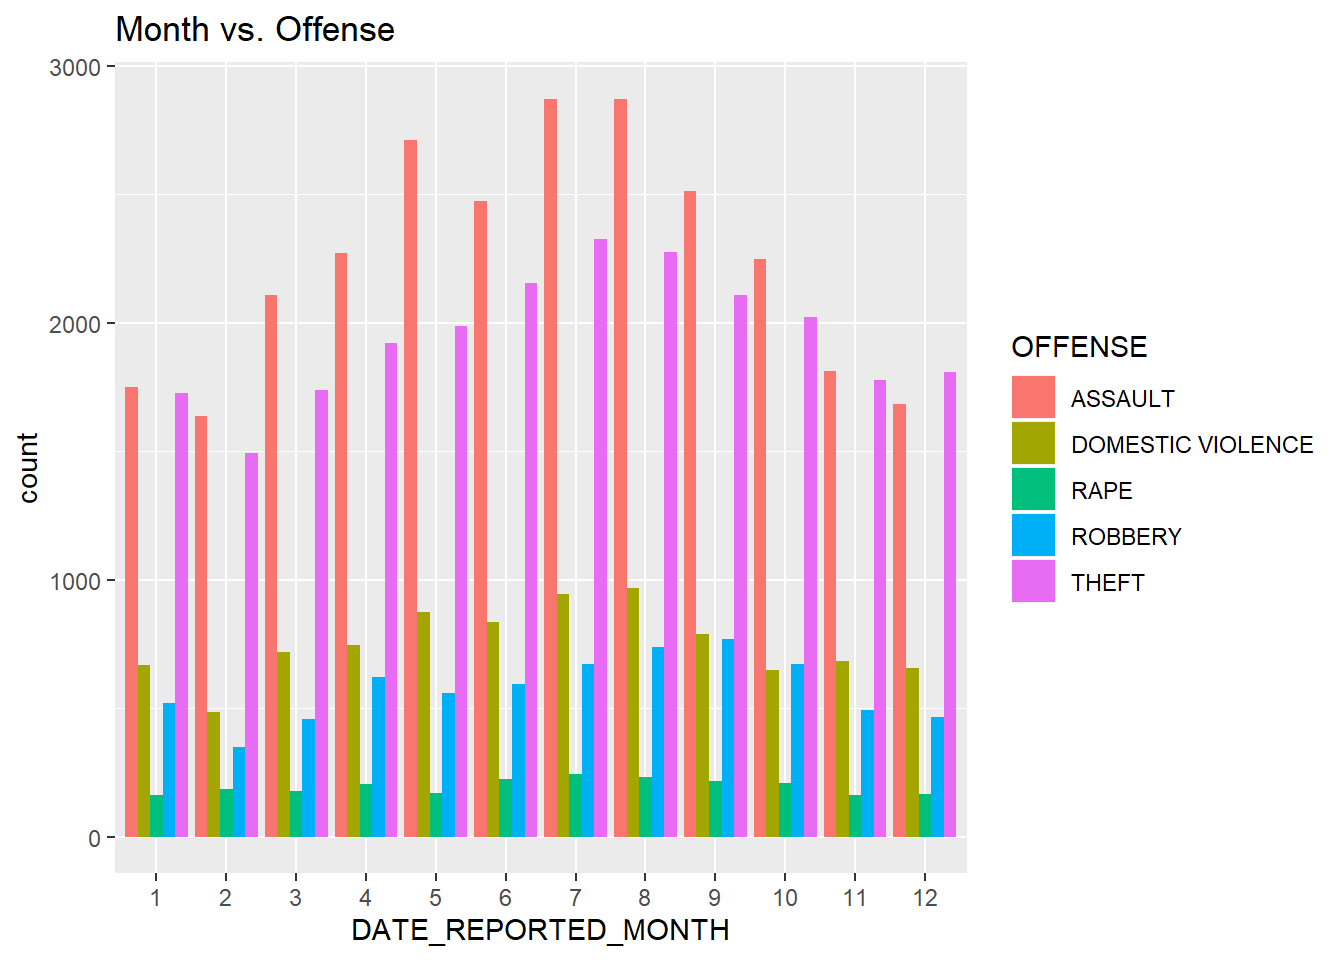 Month vs. Offense
3000
2000
1000
0
count
1 2 3 4 5 6 7 8 9 10 11 12
DATE_REPORTED_MONTH
OFFENSE
ASSAULT
DOMESTIC VIOLENCE
RAPE
ROBBERY
THEFT